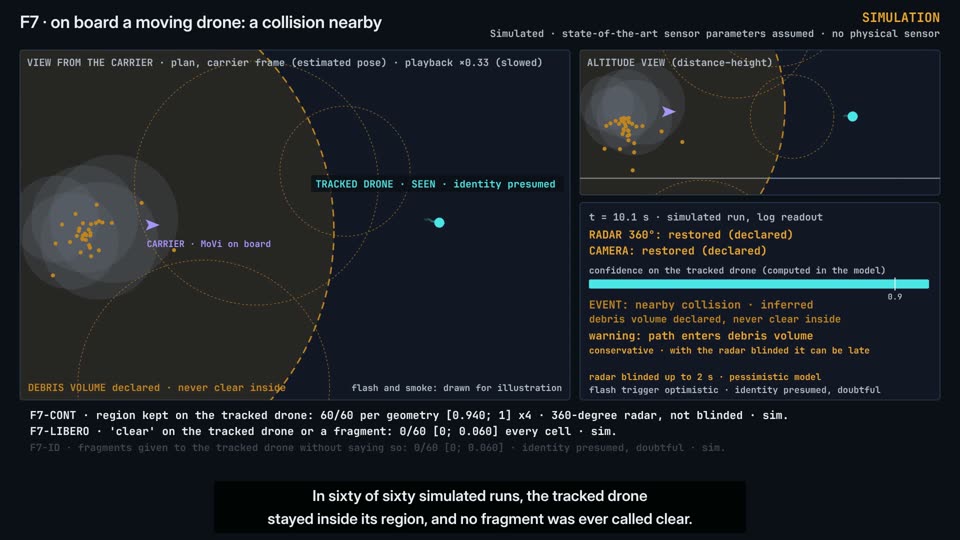 F7 · on board a moving drone: a collision nearby
SIMULATION
Simulated · state-of-the-art sensor parameters assumed · no physical sensor
VIEW FROM THE CARRIER · plan, carrier frame (estimated pose) · playback ×0.33 (slowed)
TRACKED DRONE · SEEN · identity presumed
CARRIER · MoVi on board
DEBRIS VOLUME declared · never clear inside
flash and smoke: drawn for illustration
ALTITUDE VIEW (distance-height)
t = 10.1 s · simulated run, log readout
RADAR 360°: restored (declared)
CAMERA: restored (declared)
confidence on the tracked drone (computed in the model)
0.9
EVENT: nearby collision · inferred
debris volume declared, never clear inside
warning: path enters debris volume
conservative · with the radar blinded it can be late
radar blinded up to 2 s · pessimistic model
flash trigger optimistic · identity presumed, doubtful
F7-CONT · region kept on the tracked drone: 60/60 per geometry [0.940; 1] x4 · 360-degree radar, not blinded · sim.
F7-LIBERO · 'clear' on the tracked drone or a fragment: 0/60 [0; 0.060] every cell · sim.
F7-ID · fragments given to the tracked drone without saying so: 0/60 [0; 0.060] · identity presumed, doubtful · sim.
In sixty of sixty simulated runs, the tracked drone
stayed inside its region, and no fragment was ever called clear.